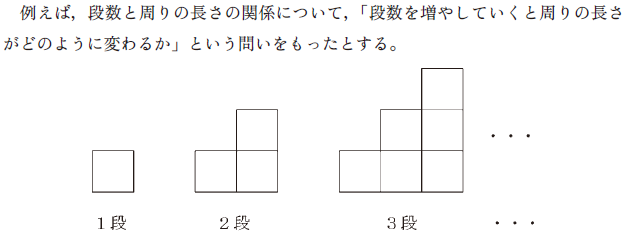 例えば，段数と周りの長さの関係について，「段数を増やしていくと周りの長さ
がどのように変わるか」という問いをもったとする。
・・・
１段　２段　３段　・・・